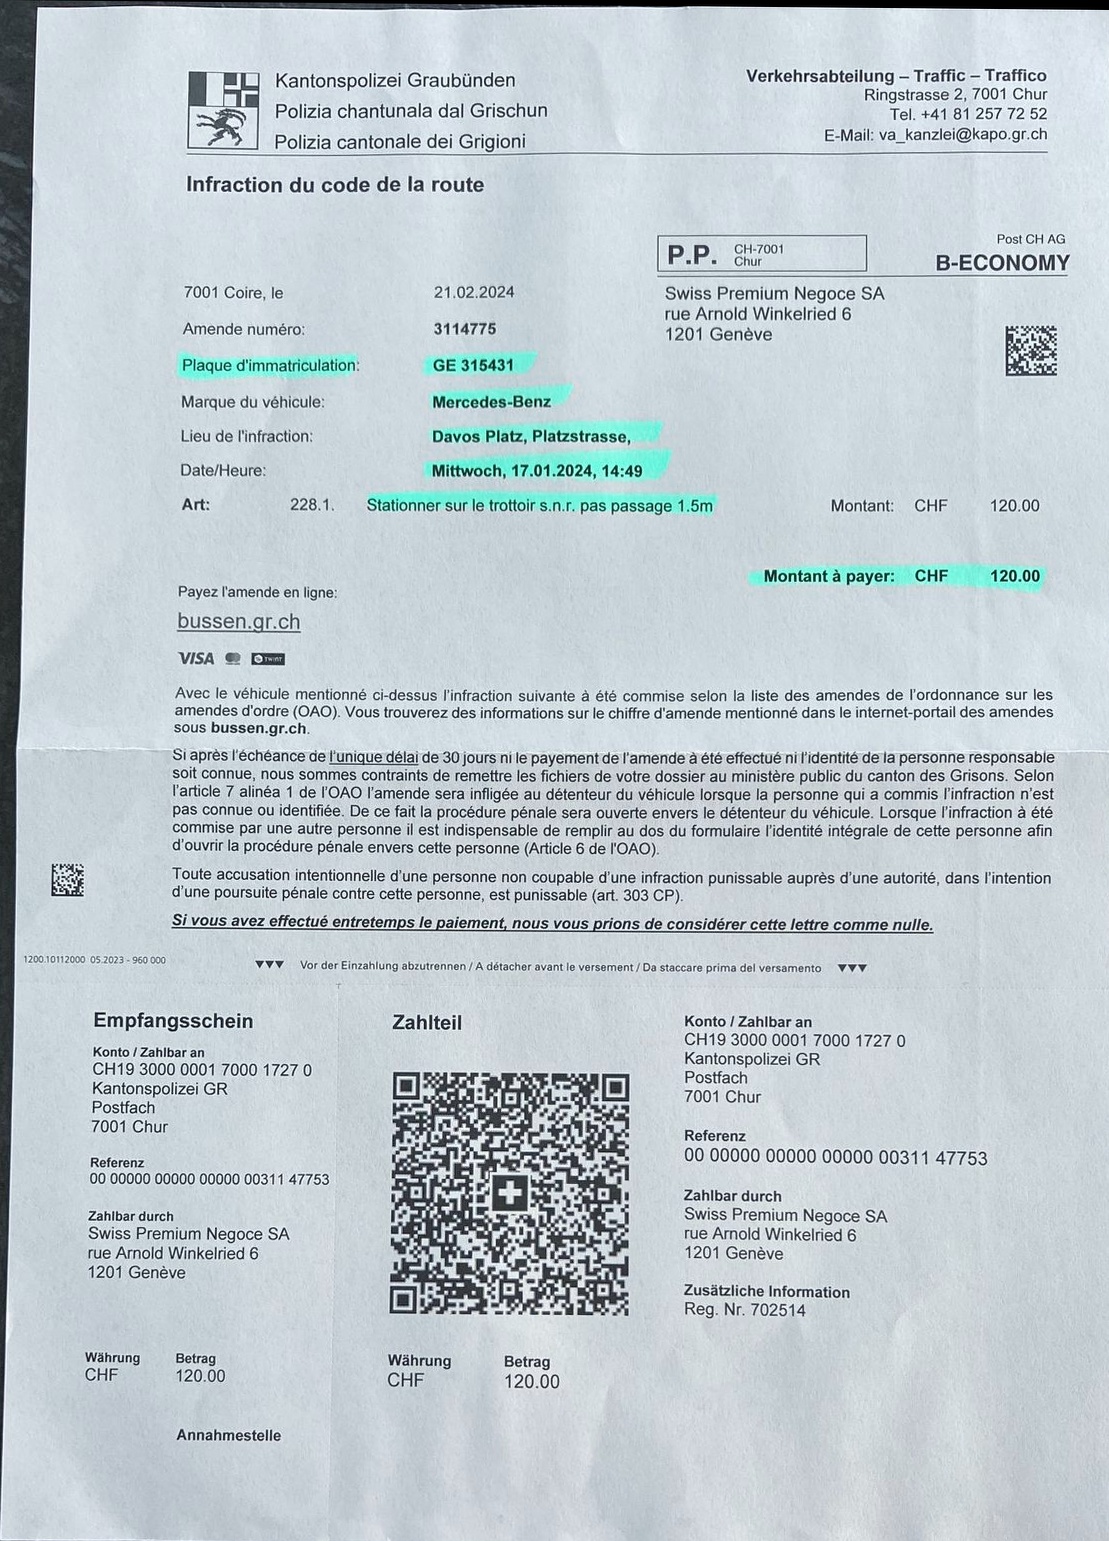 Kantonspolizei Graubünden
Polizia chantunala dal Grischun
Polizia cantonale dei Grigioni
Verkehrsabteilung – Traffic – Traffico
Ringstrasse 2, 7001 Chur
Tel. +41 81 257 72 52
E-Mail: va_kanzlei@kapo.gr.ch
Infraction du code de la route
P.P. CH-7001 Chur
Post CH AG
B-ECONOMY
Swiss Premium Negoce SA
rue Arnold Winkelried 6
1201 Genève
7001 Coire, le 21.02.2024
Amende numéro: 3114775
Plaque d'immatriculation: GE 315431
Marque du véhicule: Mercedes-Benz
Lieu de l'infraction: Davos Platz, Platzstrasse,
Date/Heure: Mittwoch, 17.01.2024, 14:49
Art: 228.1. Stationner sur le trottoir s.n.r. pas passage 1.5m Montant: CHF 120.00
Montant à payer: CHF 120.00
Payez l'amende en ligne:
bussen.gr.ch
VISA TWINT
Avec le véhicule mentionné ci-dessus l'infraction suivante à été commise selon la liste des amendes de l'ordonnance sur les
amendes d'ordre (OAO). Vous trouverez des informations sur le chiffre d'amende mentionné dans le internet-portail des amendes
sous bussen.gr.ch.
Si après l'échéance de l'unique délai de 30 jours ni le payement de l'amende à été effectué ni l'identité de la personne responsable
soit connue, nous sommes contraints de remettre les fichiers de votre dossier au ministère public du canton des Grisons. Selon
l'article 7 alinéa 1 de l'OAO l'amende sera infligée au détenteur du véhicule lorsque la personne qui a commis l'infraction n'est
pas connue ou identifiée. De ce fait la procédure pénale sera ouverte envers le détenteur du véhicule. Lorsque l'infraction à été
commise par une autre personne il est indispensable de remplir au dos du formulaire l'identité intégrale de cette personne afin
d'ouvrir la procédure pénale envers cette personne (Article 6 de l'OAO).
Toute accusation intentionnelle d'une personne non coupable d'une infraction punissable auprès d'une autorité, dans l'intention
d'une poursuite pénale contre cette personne, est punissable (art. 303 CP).
Si vous avez effectué entretemps le paiement, nous vous prions de considérer cette lettre comme nulle.
1200.10112000 05.2023 - 960 000
▼▼▼ Vor der Einzahlung abzutrennen / A détacher avant le versement / Da staccare prima del versamento ▼▼▼
Empfangsschein
Konto / Zahlbar an
CH19 3000 0001 7000 1727 0
Kantonspolizei GR
Postfach
7001 Chur
Referenz
00 00000 00000 00000 00311 47753
Zahlbar durch
Swiss Premium Negoce SA
rue Arnold Winkelried 6
1201 Genève
Währung Betrag
CHF 120.00
Annahmestelle
Zahlteil
Währung Betrag
CHF 120.00
Konto / Zahlbar an
CH19 3000 0001 7000 1727 0
Kantonspolizei GR
Postfach
7001 Chur
Referenz
00 00000 00000 00000 00311 47753
Zahlbar durch
Swiss Premium Negoce SA
rue Arnold Winkelried 6
1201 Genève
Zusätzliche Information
Reg. Nr. 702514